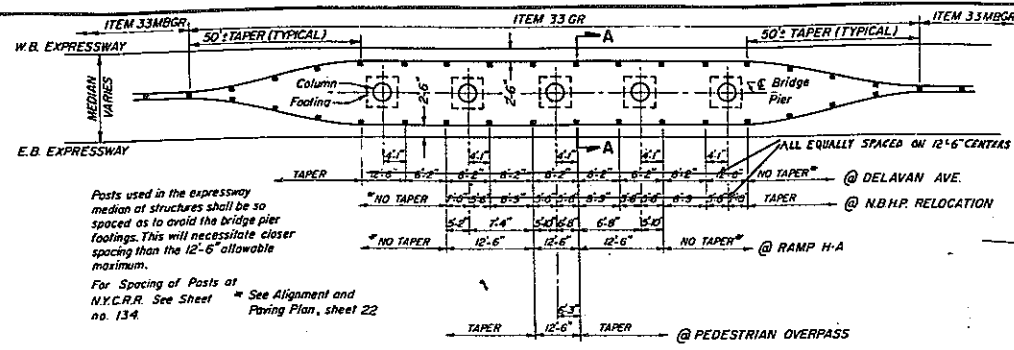 ITEM 33MBGR
ITEM 33 GR
ITEM 33MBGR
50'± TAPER (TYPICAL)
A
50'± TAPER (TYPICAL)
W.B. EXPRESSWAY
MEDIAN VARIES
Column
Footing
2'-6"
2'-6"
℄ Bridge Pier
E.B. EXPRESSWAY
A
4'-1" 4'-1" 4'-1" 4'-1" 4'-1"
ALL EQUALLY SPACED ON 12'-6" CENTERS
TAPER 12'-6" 6'-2" 6'-2" 6'-2" 6'-2" 6'-2" 6'-2" 12'-6" NO TAPER* @ DELAVAN AVE.
*NO TAPER TAPER @ N.B.H.P. RELOCATION
5'-2" 7'-4" 5'-10" 6'-8" 6'-8" 5'-10"
*NO TAPER 12'-6" 12'-6" 12'-6" NO TAPER* @ RAMP H-A
6'-3"
TAPER 12'-6" TAPER @ PEDESTRIAN OVERPASS
Posts used in the expressway
median at structures shall be so
spaced as to avoid the bridge pier
footings. This will necessitate closer
spacing than the 12'-6" allowable
maximum.
For Spacing of Posts at
N.Y.C.R.R. See Sheet
no. 134.
* See Alignment and
Paving Plan, sheet 22